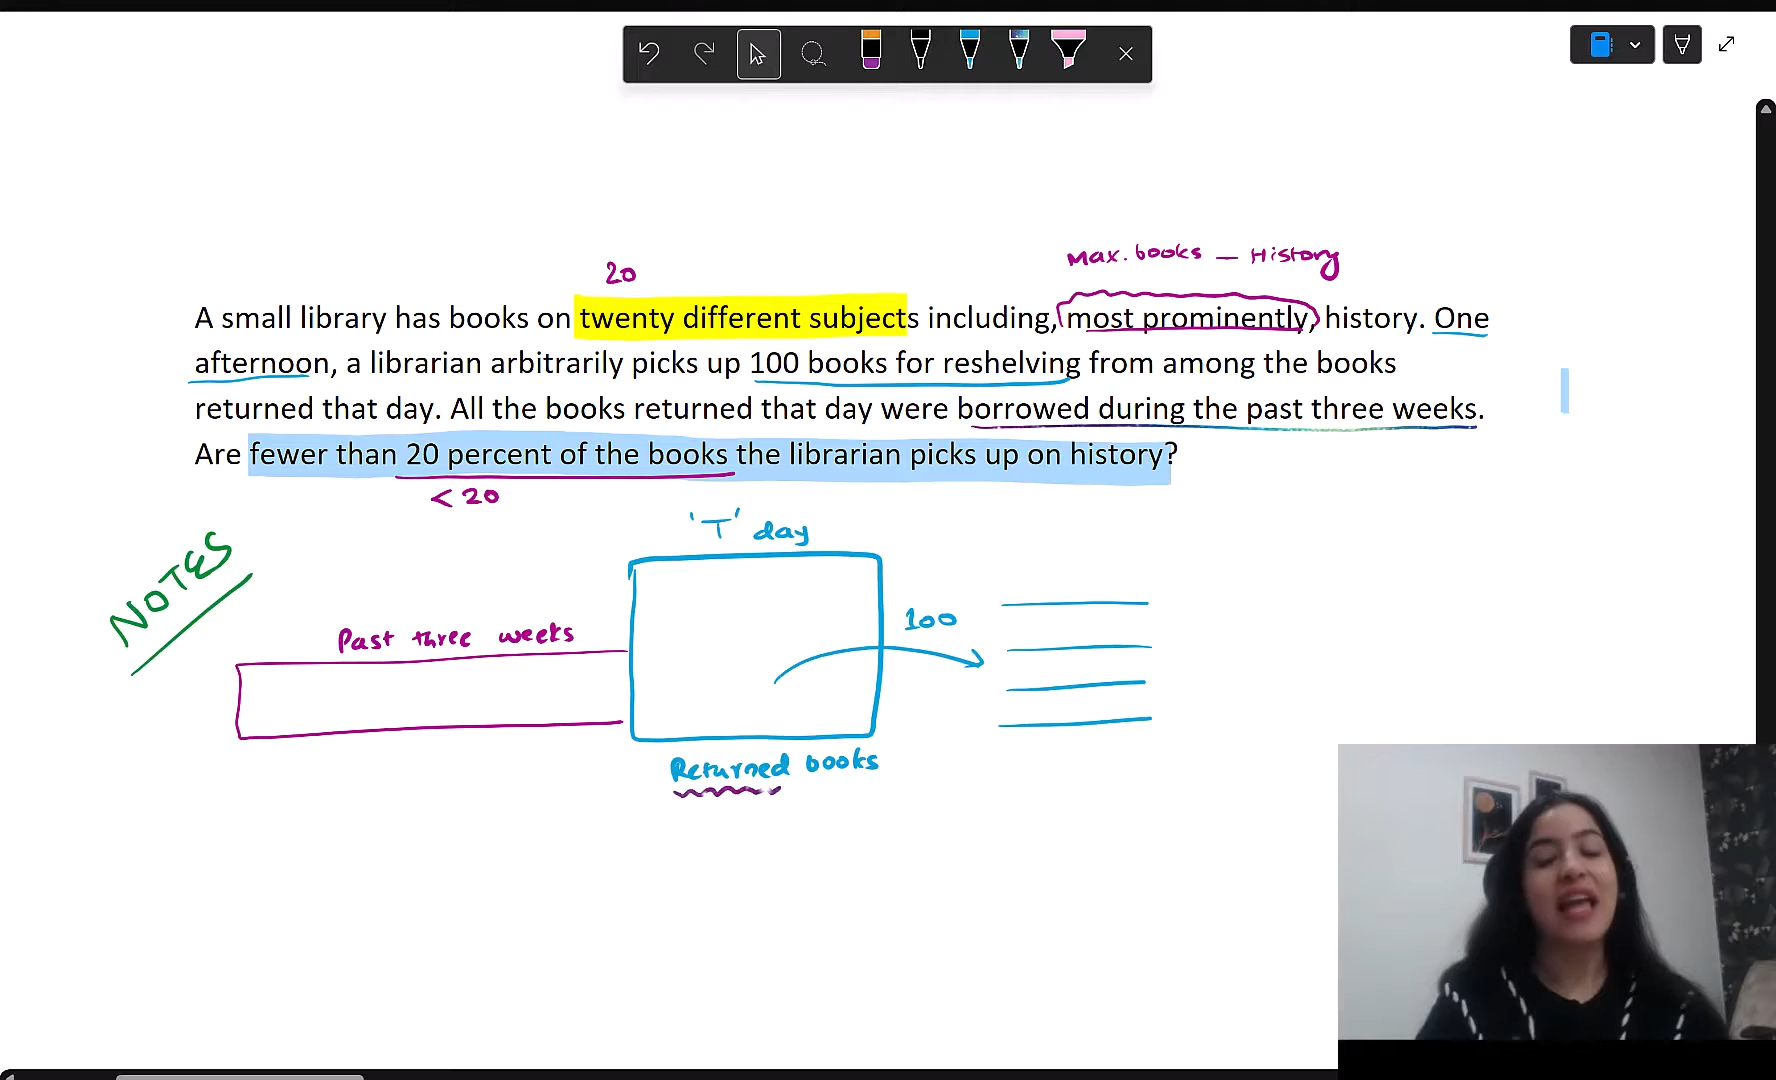 Max. books - History
20
A small library has books on twenty different subjects including, most prominently, history. One
afternoon, a librarian arbitrarily picks up 100 books for reshelving from among the books
returned that day. All the books returned that day were borrowed during the past three weeks.
Are fewer than 20 percent of the books the librarian picks up on history?
< 20
'T' day
NOTES
100
Past three weeks
Returned books